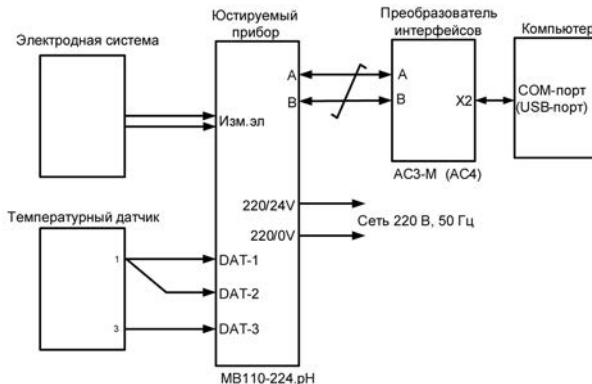 Электродная система
Юстируемый
прибор
Преобразователь
интерфейсов
Компьютер
Изм.эл
A
B
A
B
X2
COM-порт
(USB-порт)
АС3-М (АС4)
220/24V
220/0V
Сеть 220 В, 50 Гц
Температурный датчик
1
3
DAT-1
DAT-2
DAT-3
МВ110-224.рН